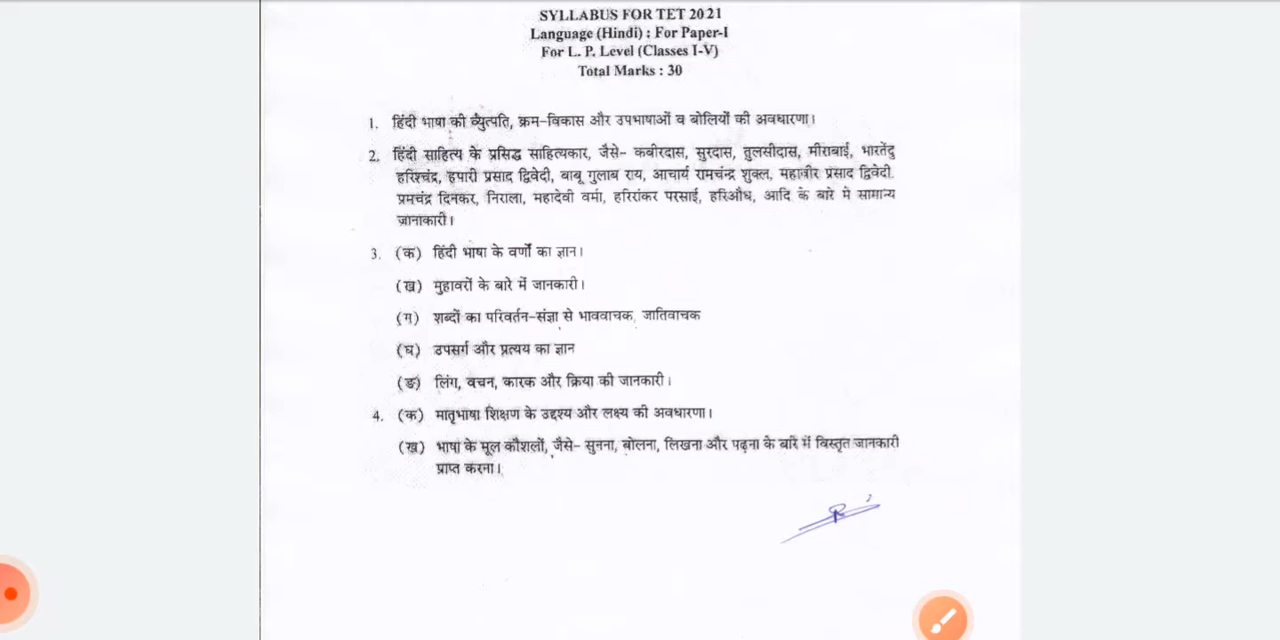 SYLLABUS FOR TET 2021
Language (Hindi) : For Paper-I
For L. P. Level (Classes I-V)
Total Marks : 30
1. हिंदी भाषा की व्युत्पति, क्रम-विकास और उपभाषाओं व बोलियों की अवधारणा।
2. हिंदी साहित्य के प्रसिद्ध साहित्यकार, जैसे- कबीरदास, सुरदास, तुलसीदास, मीराबाई, भारतेंदु
हरिश्चंद्र, हपारी प्रसाद द्विवेदी, बाबू गुलाब राय, आचार्य रामचंद्र शुक्ल, महावीर प्रसाद द्विवेदी.
प्रमचंद्र दिनकर, निराला, महादेवी वर्मा, हरिरांकर परसाई, हरिऔध, आदि के बारे मे सामान्य
जानाकारी।
3. (क) हिंदी भाषा के वर्णों का ज्ञान।
(ख) मुहावरों के बारे में जानकारी।
(ग) शब्दों का परिवर्तन-संज्ञा से भाववाचक, जातिवाचक
(घ) उपसर्ग और प्रत्यय का ज्ञान
(ङ) लिंग, वचन, कारक और क्रिया की जानकारी।
4. (क) मातृभाषा शिक्षण के उद्दश्य और लक्ष्य की अवधारणा।
(ख) भाषा के मूल कौशलों, जैसे- सुनना, बोलना, लिखना और पढ़ना के बारे में विस्तृत जानकारी
प्राप्त करना।